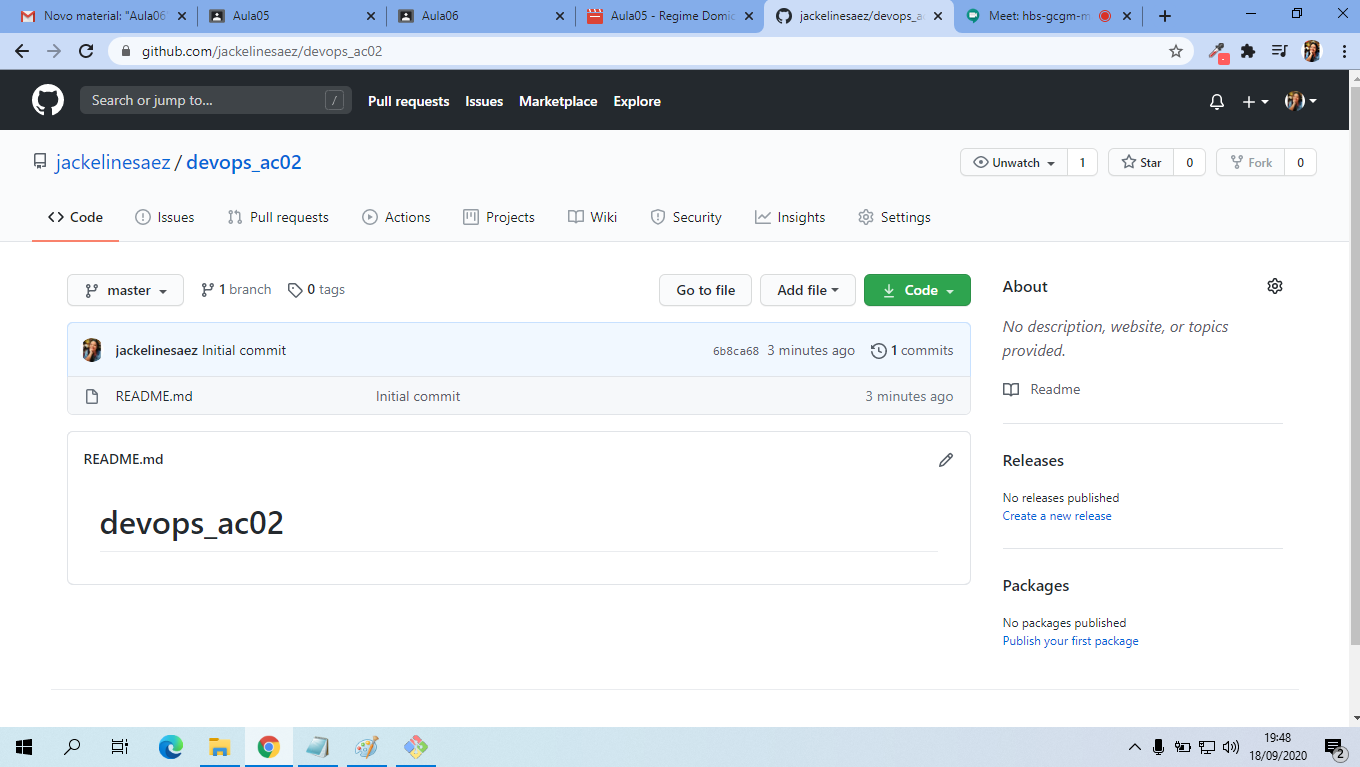 Novo material: "Aula06 Aula05 Aula06 Aula05 - Regime Domic jackelinesaez/devops_a Meet: hbs-gcgm-m
github.com/jackelinesaez/devops_ac02
Search or jump to... / Pull requests Issues Marketplace Explore
jackelinesaez / devops_ac02 Unwatch 1 Star 0 Fork 0
Code Issues Pull requests Actions Projects Wiki Security Insights Settings
master 1 branch 0 tags Go to file Add file Code
jackelinesaez Initial commit 6b8ca68 3 minutes ago 1 commits
README.md Initial commit 3 minutes ago
README.md
devops_ac02
About
No description, website, or topics
provided.
Readme
Releases
No releases published
Create a new release
Packages
No packages published
Publish your first package
19:48
18/09/2020
2